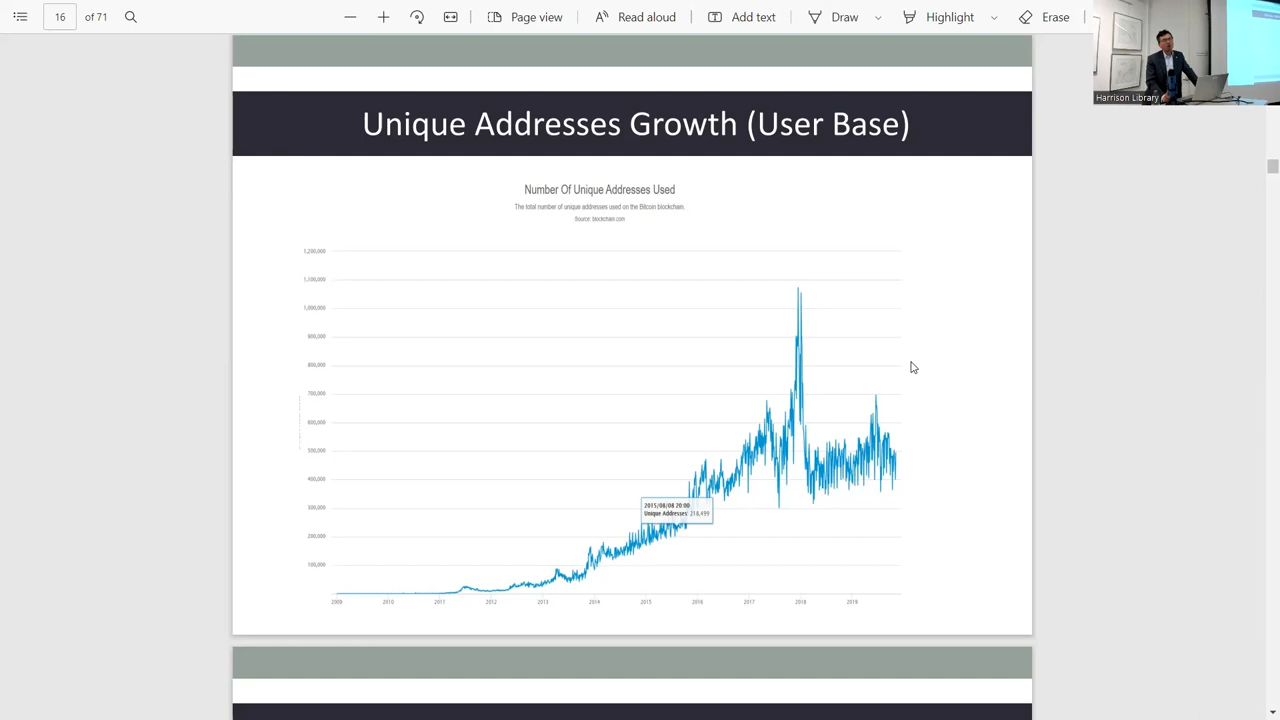 16 of 71
Page view
Read aloud
Add text
Draw
Highlight
Erase
Harrison Library
Unique Addresses Growth (User Base)
Number Of Unique Addresses Used
The total number of unique addresses used on the Bitcoin blockchain.
Source: blockchain.com
1,200,000
1,100,000
1,000,000
900,000
800,000
700,000
600,000
500,000
400,000
300,000
200,000
100,000
2015/08/08 20:00
Unique Addresses: 218,499
2009 2010 2011 2012 2013 2014 2015 2016 2017 2018 2019